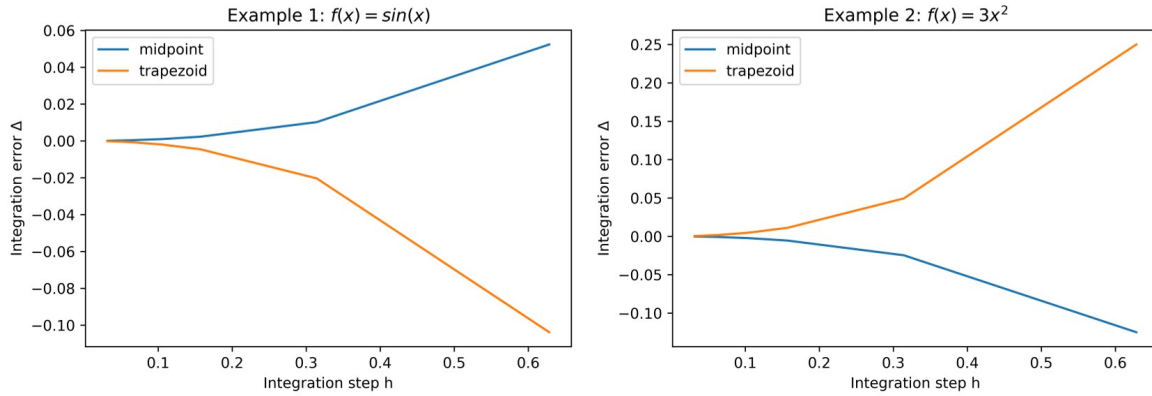 Example 1: f(x) = sin(x)
0.06
0.04
0.02
0.00
−0.02
−0.04
−0.06
−0.08
−0.10
Integration error Δ
midpoint
trapezoid
0.1 0.2 0.3 0.4 0.5 0.6
Integration step h
Example 2: f(x) = 3x²
0.25
0.20
0.15
0.10
0.05
0.00
−0.05
−0.10
Integration error Δ
midpoint
trapezoid
0.1 0.2 0.3 0.4 0.5 0.6
Integration step h